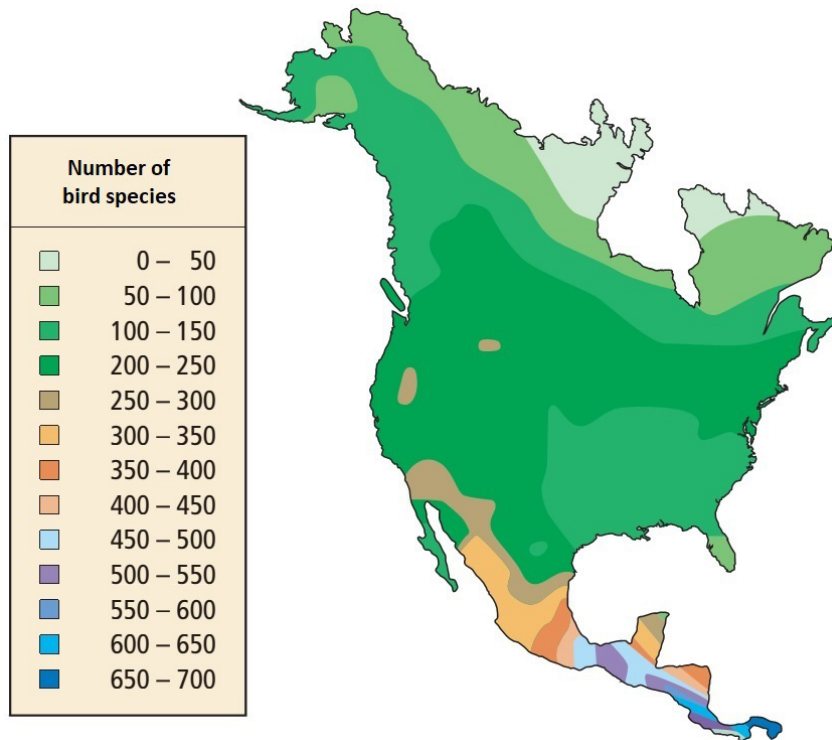 Number of
bird species
0 – 50
50 – 100
100 – 150
200 – 250
250 – 300
300 – 350
350 – 400
400 – 450
450 – 500
500 – 550
550 – 600
600 – 650
650 – 700